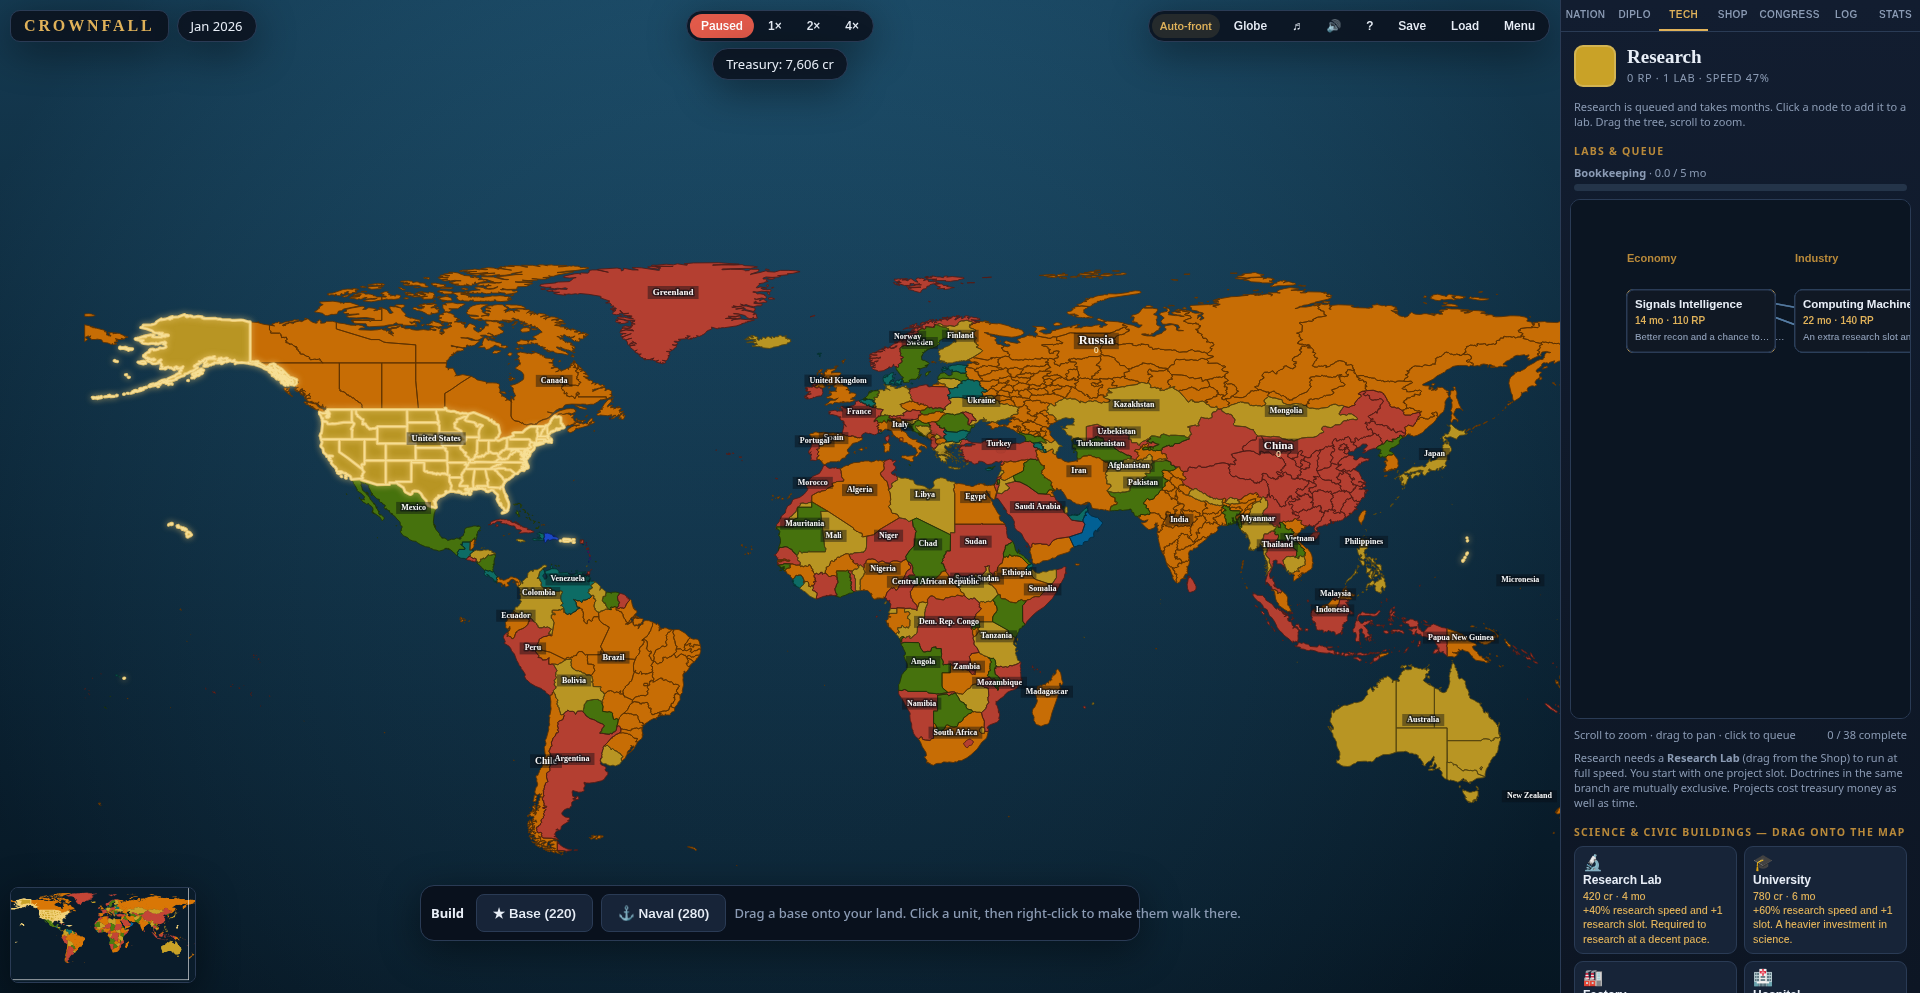 CROWNFALL
Jan 2026
Paused 1× 2× 4×
Treasury: 7,606 cr
Auto-front Globe ♬ 🔊 ? Save Load Menu
NATION DIPLO TECH SHOP CONGRESS LOG STATS
Research
0 RP · 1 LAB · SPEED 47%
Research is queued and takes months. Click a node to add it to a
lab. Drag the tree, scroll to zoom.
LABS & QUEUE
Bookkeeping · 0.0 / 5 mo
Economy
Industry
Signals Intelligence
14 mo · 110 RP
Better recon and a chance to… …
Computing Machine
22 mo · 140 RP
An extra research slot an
Scroll to zoom · drag to pan · click to queue
0 / 38 complete
Research needs a Research Lab (drag from the Shop) to run at
full speed. You start with one project slot. Doctrines in the same
branch are mutually exclusive. Projects cost treasury money as
well as time.
SCIENCE & CIVIC BUILDINGS — DRAG ONTO THE MAP
Research Lab
420 cr · 4 mo
+40% research speed and +1
research slot. Required to
research at a decent pace.
University
780 cr · 6 mo
+60% research speed and +1
slot. A heavier investment in
science.
Factory
Hospital
Greenland
Norway
Sweden
Finland
Russia
0
Canada
United Kingdom
Ukraine
Kazakhstan
Mongolia
France
Italy
United States
Portugal
Spain
Turkey
Uzbekistan
Turkmenistan
China
0
Japan
Iran
Afghanistan
Pakistan
Morocco
Algeria
Libya
Egypt
Saudi Arabia
Mexico
Mauritania
Mali
Niger
Chad
Sudan
India
Myanmar
Vietnam
Thailand
Philippines
Venezuela
Nigeria
Central African Republic
South Sudan
Ethiopia
Somalia
Micronesia
Colombia
Malaysia
Indonesia
Ecuador
Dem. Rep. Congo
Tanzania
Papua New Guinea
Peru
Brazil
Angola
Zambia
Bolivia
Mozambique
Madagascar
Namibia
Australia
South Africa
Chile
Argentina
New Zealand
Build ★ Base (220) ⚓ Naval (280) Drag a base onto your land. Click a unit, then right-click to make them walk there.